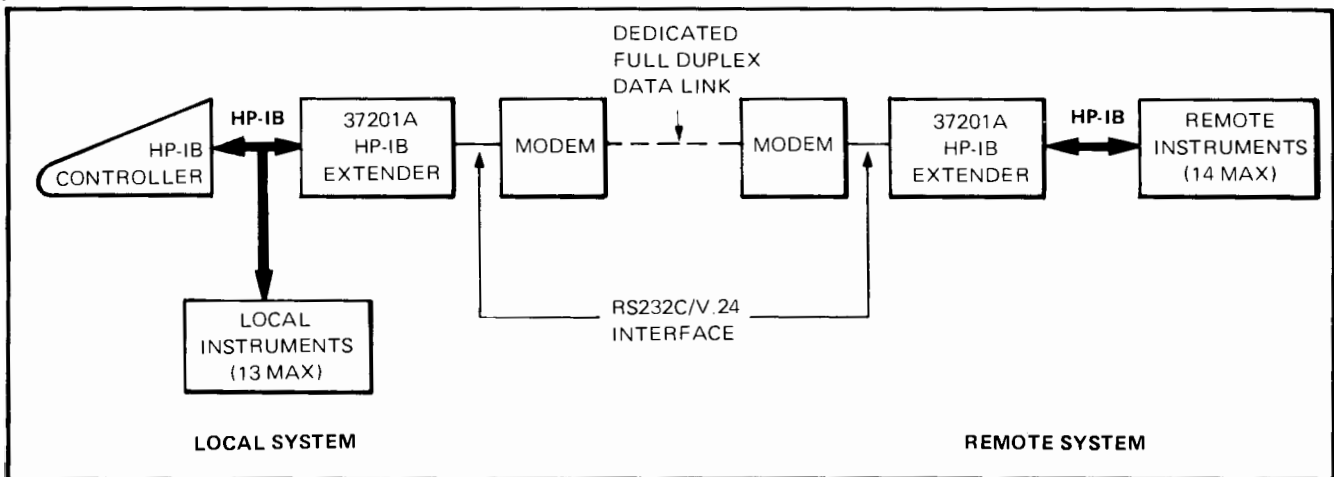 DEDICATED
FULL DUPLEX
DATA LINK
HP-IB
CONTROLLER
HP-IB
37201A
HP-IB
EXTENDER
MODEM
MODEM
37201A
HP-IB
EXTENDER
HP-IB
REMOTE
INSTRUMENTS
(14 MAX)
LOCAL
INSTRUMENTS
(13 MAX)
RS232C/V.24
INTERFACE
LOCAL SYSTEM
REMOTE SYSTEM